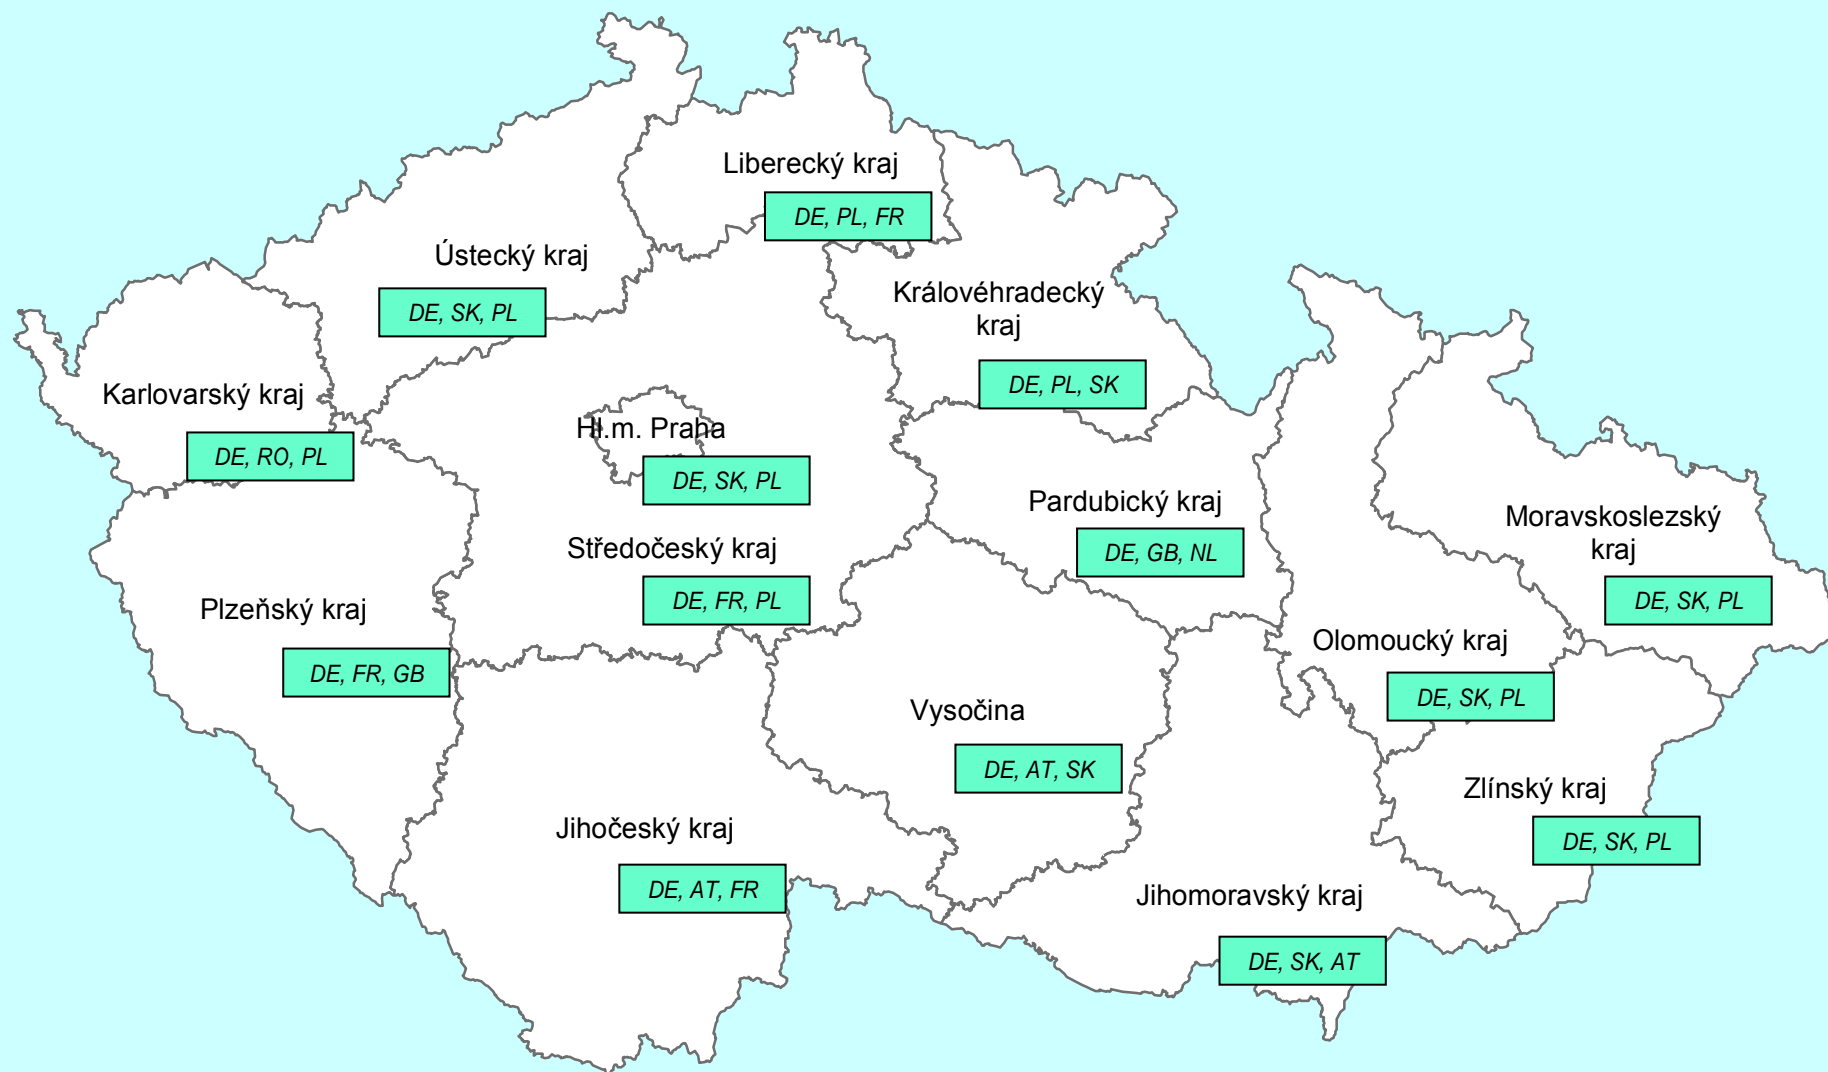 Liberecký kraj
DE, PL, FR
Ústecký kraj
DE, SK, PL
Královéhradecký
kraj
DE, PL, SK
Karlovarský kraj
DE, RO, PL
Hl.m. Praha
DE, SK, PL
Pardubický kraj
DE, GB, NL
Moravskoslezský
kraj
DE, SK, PL
Středočeský kraj
DE, FR, PL
Plzeňský kraj
DE, FR, GB
Olomoucký kraj
DE, SK, PL
Vysočina
DE, AT, SK
Zlínský kraj
DE, SK, PL
Jihočeský kraj
DE, AT, FR
Jihomoravský kraj
DE, SK, AT